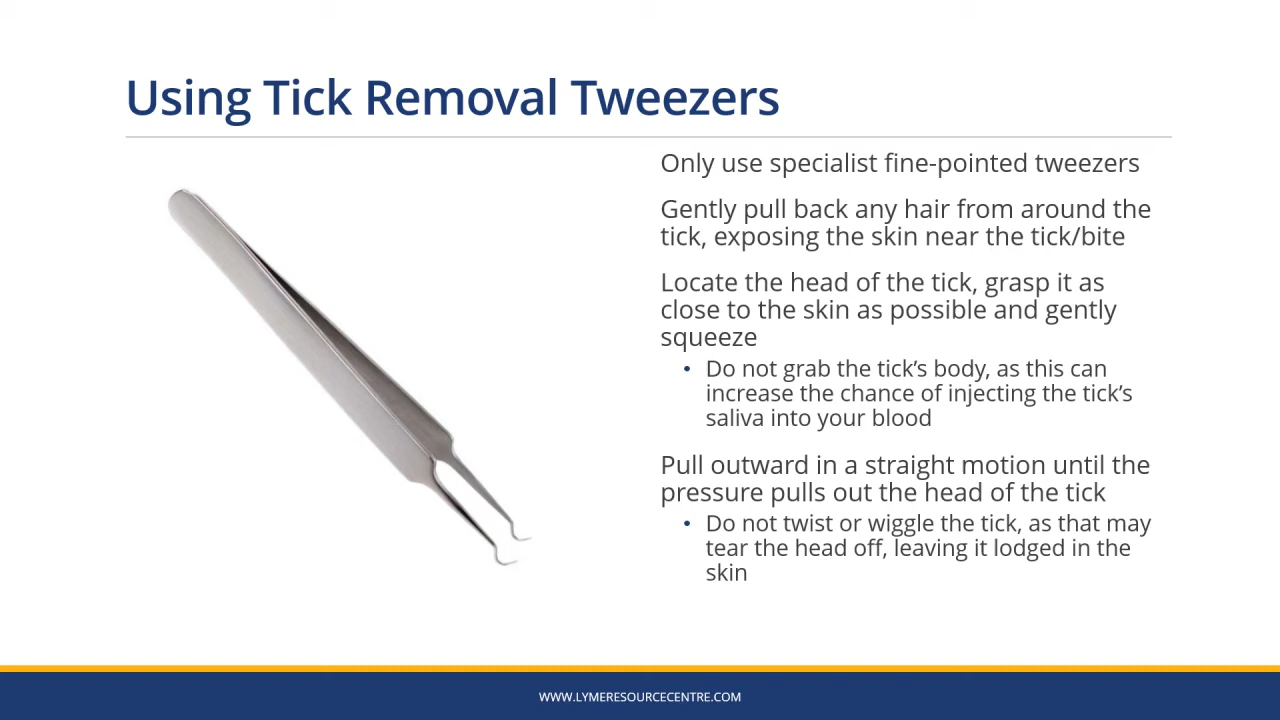 Using Tick Removal Tweezers
Only use specialist fine-pointed tweezers
Gently pull back any hair from around the
tick, exposing the skin near the tick/bite
Locate the head of the tick, grasp it as
close to the skin as possible and gently
squeeze
• Do not grab the tick’s body, as this can
increase the chance of injecting the tick’s
saliva into your blood
Pull outward in a straight motion until the
pressure pulls out the head of the tick
• Do not twist or wiggle the tick, as that may
tear the head off, leaving it lodged in the
skin
WWW.LYMERESOURCECENTRE.COM